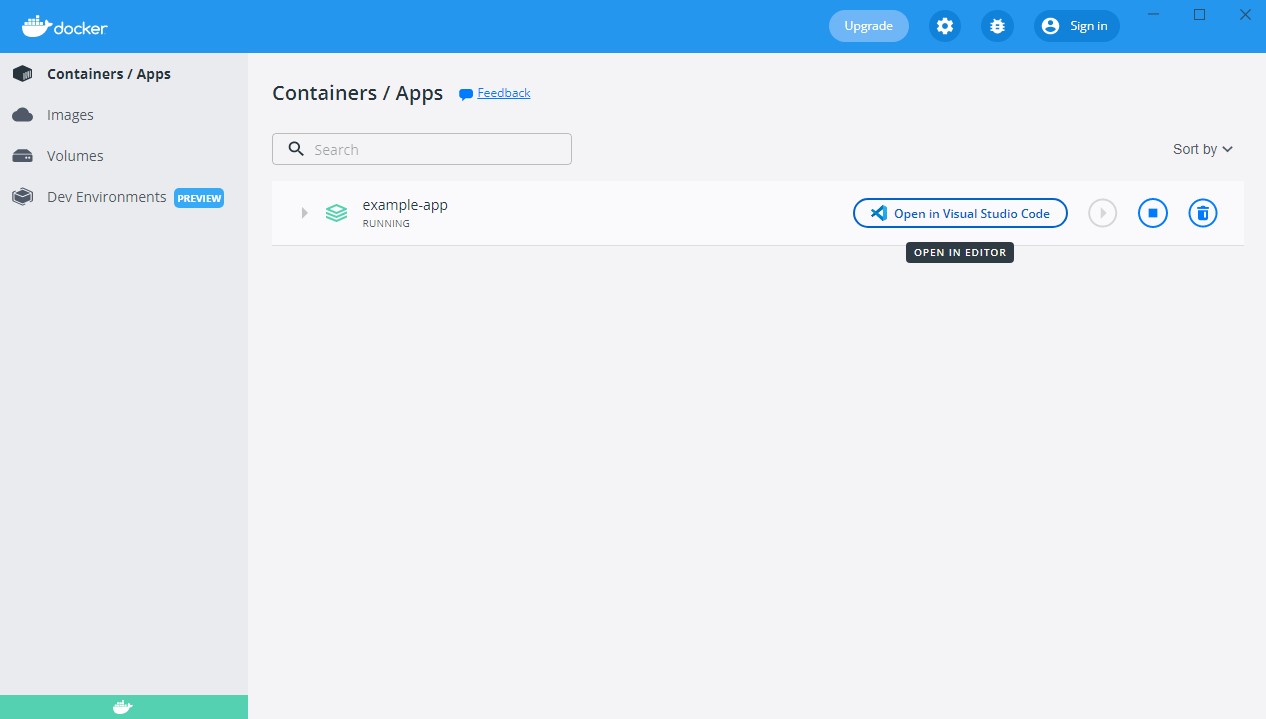 docker
Upgrade
Sign in
Containers / Apps
Images
Volumes
Dev Environments PREVIEW
Containers / Apps Feedback
Search
Sort by
example-app
RUNNING
Open in Visual Studio Code
OPEN IN EDITOR